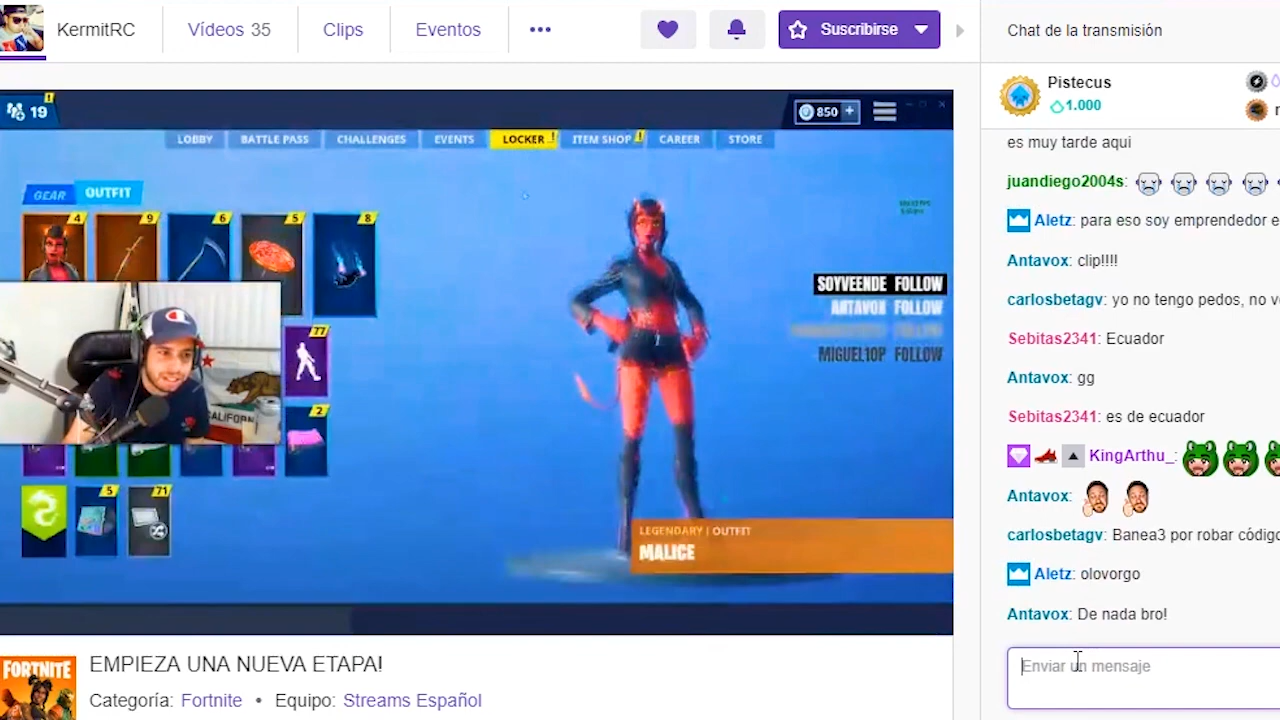 KermitRC Vídeos 35 Clips Eventos ••• Suscribirse
Chat de la transmisión
Pistecus
1.000
19
850
LOBBY BATTLE PASS CHALLENGES EVENTS LOCKER ! ITEM SHOP ! CAREER STORE
GEAR OUTFIT
4 9 6 5 8
SOYVEENDE FOLLOW
ANTAVOX FOLLOW
FOLLOW
MIGUEL10P FOLLOW
77
CALIFORN
2
5 71
LEGENDARY | OUTFIT
MALICE
EMPIEZA UNA NUEVA ETAPA!
FORTNITE
Categoría: Fortnite • Equipo: Streams Español
es muy tarde aqui
juandiego2004s:
Aletz: para eso soy emprendedor e
Antavox: clip!!!!
carlosbetagv: yo no tengo pedos, no v
Sebitas2341: Ecuador
Antavox: gg
Sebitas2341: es de ecuador
KingArthu_:
Antavox:
carlosbetagv: Banea3 por robar código
Aletz: olovorgo
Antavox: De nada bro!
Enviar un mensaje